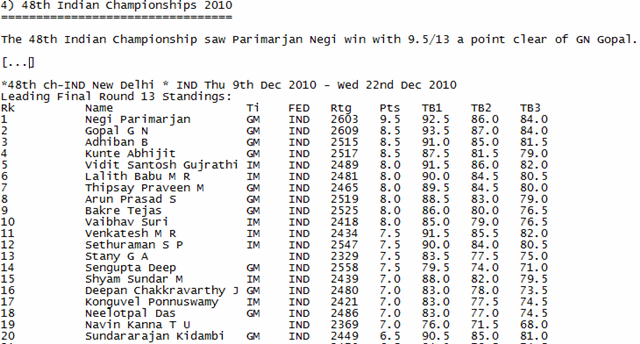 4) 48th Indian Championships 2010
=================================
The 48th Indian Championship saw Parimarjan Negi win with 9.5/13 a point clear of GN Gopal.
[...]
*48th ch-IND New Delhi * IND Thu 9th Dec 2010 - Wed 22nd Dec 2010
Leading Final Round 13 Standings:
Rk Name Ti FED Rtg Pts TB1 TB2 TB3
1 Negi Parimarjan GM IND 2603 9.5 92.5 86.0 84.0
2 Gopal G N GM IND 2609 8.5 93.5 87.0 84.0
3 Adhiban B GM IND 2515 8.5 91.0 85.0 81.5
4 Kunte Abhijit GM IND 2517 8.5 87.5 81.5 79.0
5 Vidit Santosh Gujrathi IM IND 2489 8.0 91.5 86.0 82.0
6 Lalith Babu M R IM IND 2481 8.0 90.0 84.5 80.5
7 Thipsay Praveen M GM IND 2465 8.0 89.5 84.5 80.0
8 Arun Prasad S GM IND 2519 8.0 88.5 83.0 79.0
9 Bakre Tejas GM IND 2525 8.0 86.0 80.0 76.5
10 Vaibhav Suri IM IND 2418 8.0 85.0 79.0 76.5
11 Venkatesh M R IM IND 2434 7.5 91.5 85.5 82.0
12 Sethuraman S P IM IND 2547 7.5 90.0 84.0 80.5
13 Stany G A IND 2329 7.5 83.5 77.5 75.0
14 Sengupta Deep GM IND 2558 7.5 79.5 74.0 71.0
15 Shyam Sundar M IM IND 2439 7.0 88.0 82.0 79.5
16 Deepan Chakkravarthy J GM IND 2480 7.0 83.0 78.0 73.5
17 Konguvel Ponnuswamy IM IND 2421 7.0 83.0 77.5 74.5
18 Neelotpal Das GM IND 2486 7.0 83.0 77.0 74.5
19 Navin Kanna T U IND 2369 7.0 76.0 71.5 68.0
20 Sundararajan Kidambi GM IND 2449 6.5 90.5 85.0 81.0